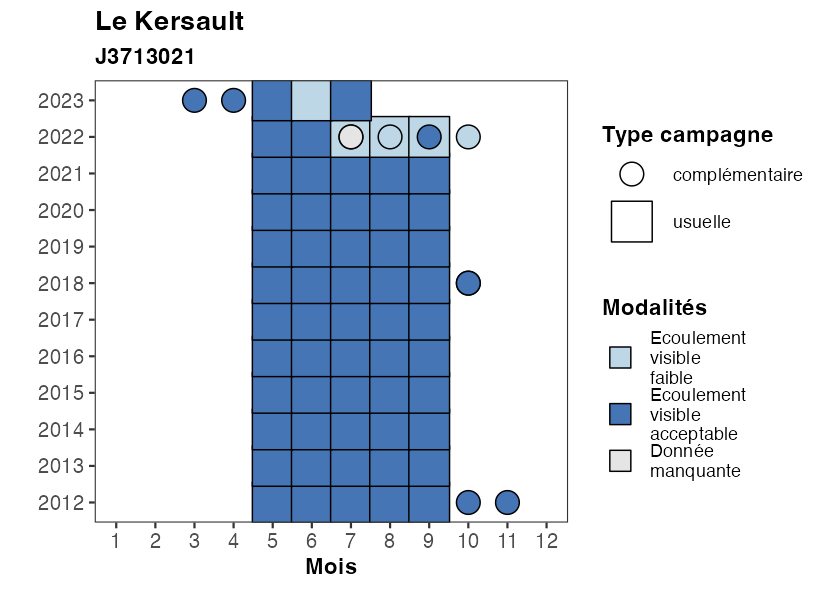 Le Kersault
J3713021
2023
2022
2021
2020
2019
2018
2017
2016
2015
2014
2013
2012
1 2 3 4 5 6 7 8 9 10 11 12
Mois
Type campagne
complémentaire
usuelle
Modalités
Ecoulement
visible
faible
Ecoulement
visible
acceptable
Donnée
manquante